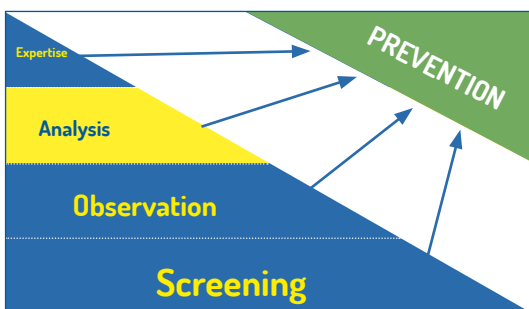 Expertise
PREVENTION
Analysis
Observation
Screening